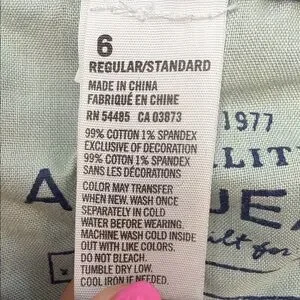 6
REGULAR/STANDARD
MADE IN CHINA
FABRIQUÉ EN CHINE
RN 54485 CA 03873
99% COTTON 1% SPANDEX
EXCLUSIVE OF DECORATION
99% COTTON 1% SPANDEX
SANS LES DÉCORATIONS
COLOR MAY TRANSFER
WHEN NEW. WASH ONCE
SEPARATELY IN COLD
WATER BEFORE WEARING.
MACHINE WASH COLD INSIDE
OUT WITH LIKE COLORS.
DO NOT BLEACH.
TUMBLE DRY LOW.
COOL IRON IF NEEDED.
1977
for